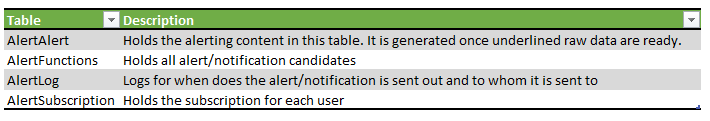 Table Description
AlertAlert Holds the alerting content in this table. It is generated once underlined raw data are ready.
AlertFunctions Holds all alert/notification candidates
AlertLog Logs for when does the alert/notification is sent out and to whom it is sent to
AlertSubscription Holds the subscription for each user